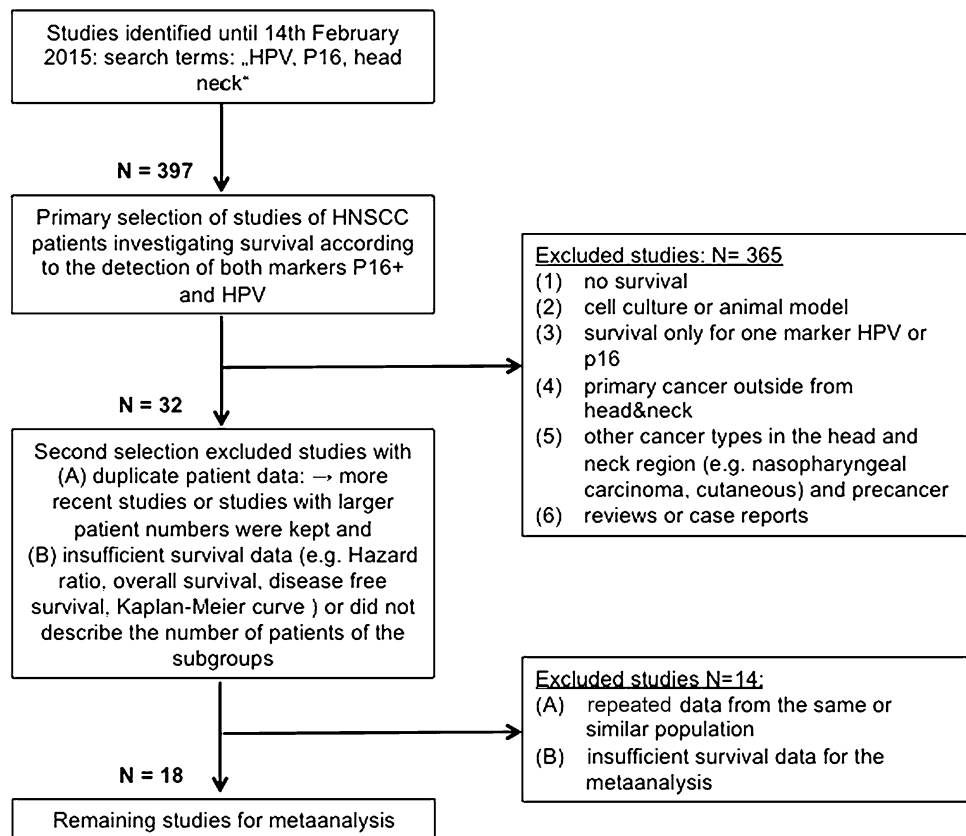 Studies identified until 14th February
2015: search terms: „HPV, P16, head
neck“
N = 397
Primary selection of studies of HNSCC
patients investigating survival according
to the detection of both markers P16+
and HPV
Excluded studies: N= 365
(1) no survival
(2) cell culture or animal model
(3) survival only for one marker HPV or
p16
(4) primary cancer outside from
head&neck
(5) other cancer types in the head and
neck region (e.g. nasopharyngeal
carcinoma, cutaneous) and precancer
(6) reviews or case reports
N = 32
Second selection excluded studies with
(A) duplicate patient data: → more
recent studies or studies with larger
patient numbers were kept and
(B) insufficient survival data (e.g. Hazard
ratio, overall survival, disease free
survival, Kaplan-Meier curve ) or did not
describe the number of patients of the
subgroups
Excluded studies N=14:
(A) repeated data from the same or
similar population
(B) insufficient survival data for the
metaanalysis
N = 18
Remaining studies for metaanalysis